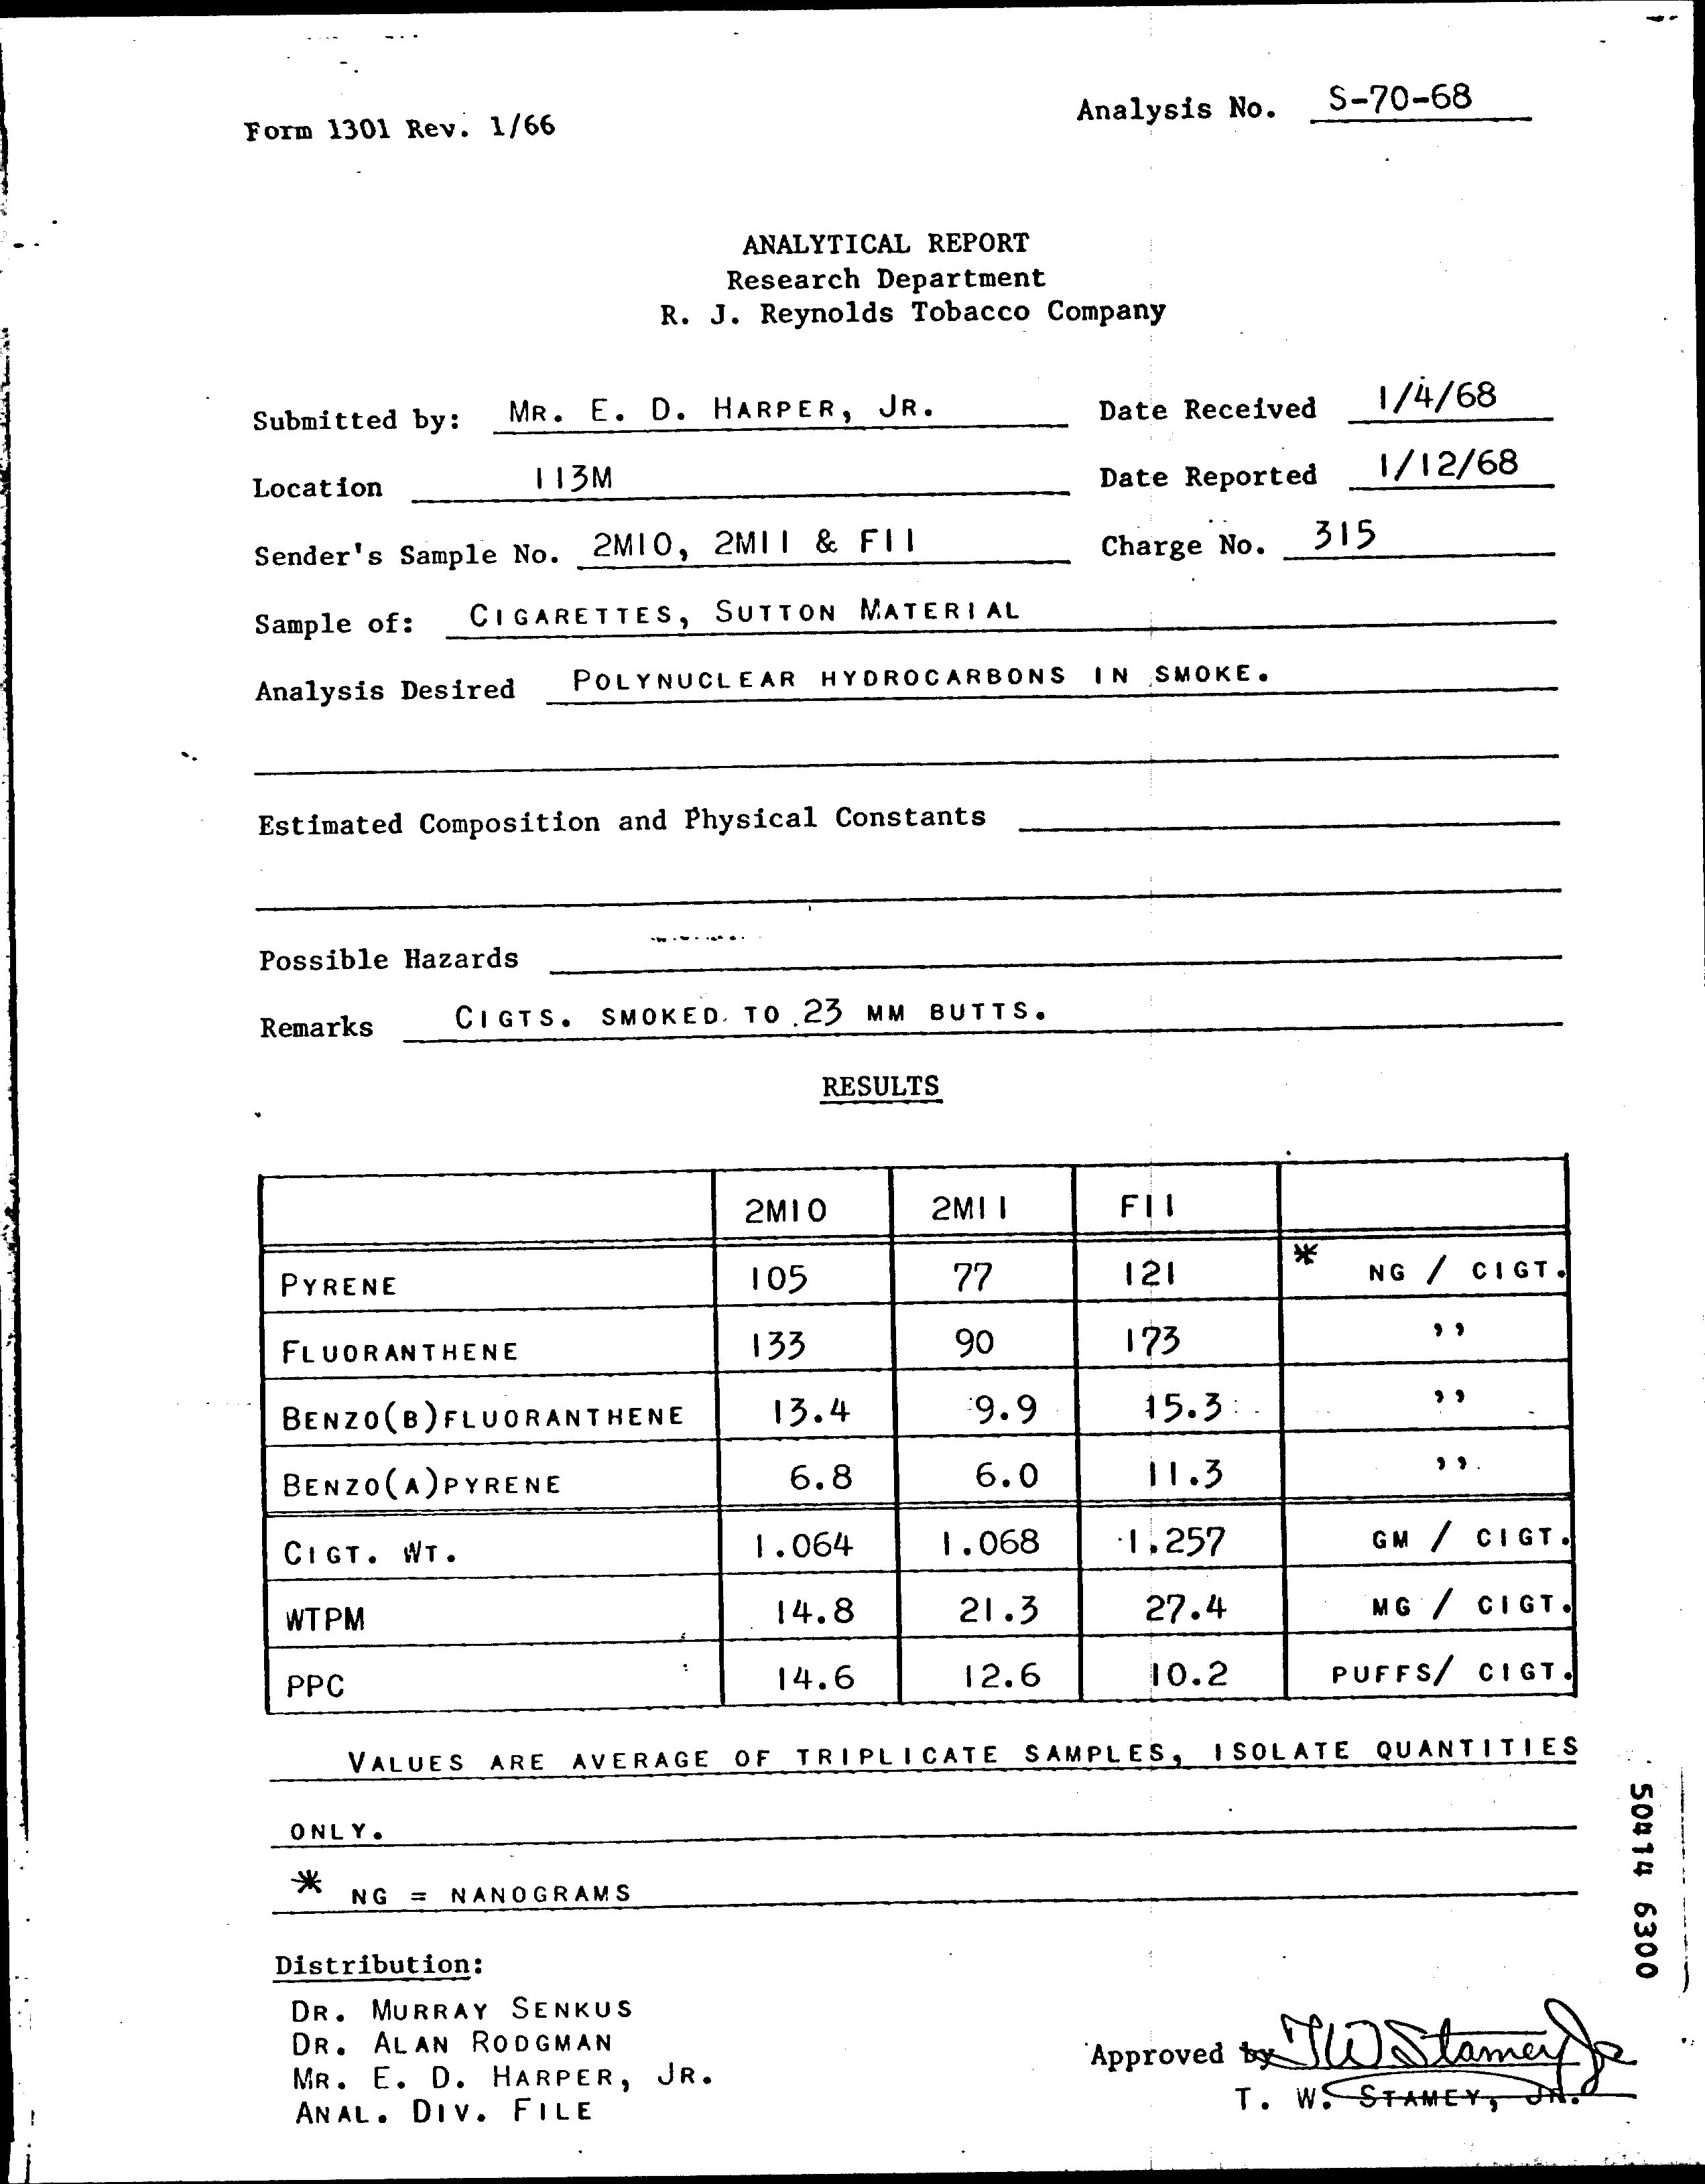 Form 1301 Rev. 1/66
Analysis No. S-70-68
ANALYTICAL REPORT
Research Department
R. J. Reynolds Tobacco Company
Submitted by: MR. E. D. HARPER, JR. Date Received 1/4/68
Location 113M Date Reported 1/12/68
Sender's Sample No. 2M10, 2M11 & F11 Charge No. 315
Sample of: CIGARETTES, SUTTON MATERIAL
Analysis Desired POLYNUCLEAR HYDROCARBONS IN SMOKE.
Estimated Composition and Physical Constants
Possible Hazards
Remarks CIGTS. SMOKED TO 23 MM BUTTS.
RESULTS
2M10 2M11 F11
PYRENE 105 77 121 * NG / CIGT.
FLUORANTHENE 133 90 173 ,,
BENZO(B)FLUORANTHENE 13.4 9.9 15.3 ,,
BENZO(A)PYRENE 6.8 6.0 11.3 ,,
CIGT. WT. 1.064 1.068 1.257 GM / CIGT.
WTPM 14.8 21.3 27.4 MG / CIGT.
PPC 14.6 12.6 10.2 PUFFS/ CIGT.
VALUES ARE AVERAGE OF TRIPLICATE SAMPLES, ISOLATE QUANTITIES
ONLY.
* NG = NANOGRAMS
50414 6300
Distribution:
DR. MURRAY SENKUS
DR. ALAN RODGMAN
MR. E. D. HARPER, JR.
ANAL. DIV. FILE
Approved by TW Stamey Jr
T. W. STAMEY, JR.